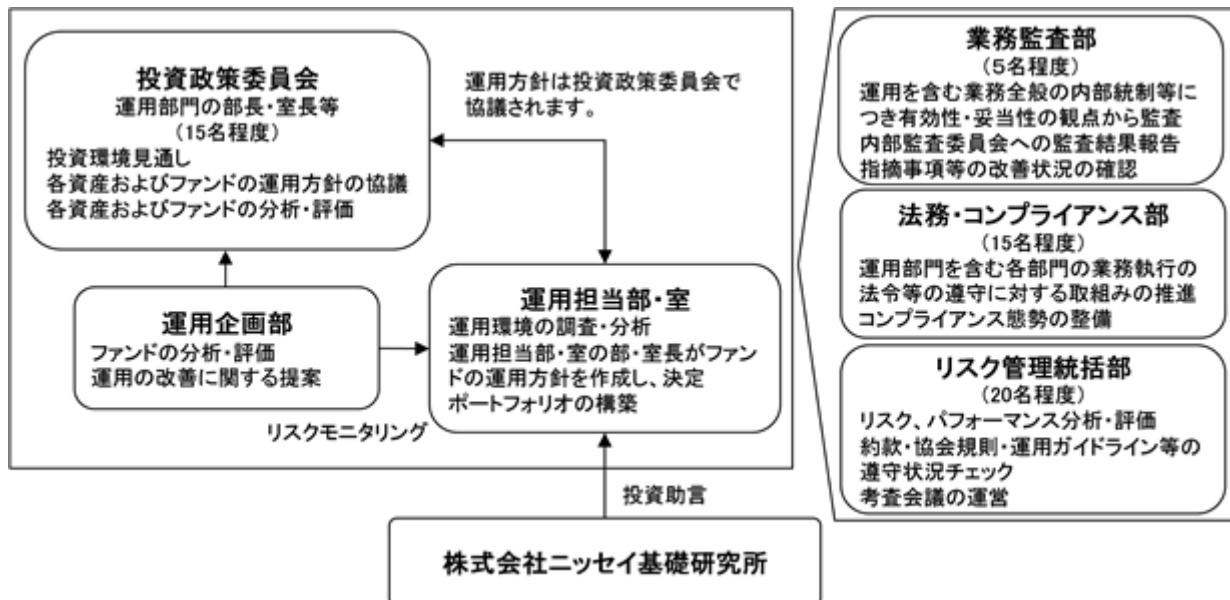 投資政策委員会
運用部門の部長・室長等
(15名程度)
投資環境見通し
各資産およびファンドの運用方針の協議
各資産およびファンドの分析・評価
運用方針は投資政策委員会で
協議されます。
運用企画部
ファンドの分析・評価
運用の改善に関する提案
運用担当部・室
運用環境の調査・分析
運用担当部・室の部・室長がファン
ドの運用方針を作成し、決定
ポートフォリオの構築
リスクモニタリング
投資助言
株式会社ニッセイ基礎研究所
業務監査部
(5名程度)
運用を含む業務全般の内部統制等に
つき有効性・妥当性の観点から監査
内部監査委員会への監査結果報告
指摘事項等の改善状況の確認
法務・コンプライアンス部
(15名程度)
運用部門を含む各部門の業務執行の
法令等の遵守に対する取組みの推進
コンプライアンス態勢の整備
リスク管理統括部
(20名程度)
リスク、パフォーマンス分析・評価
約款・協会規則・運用ガイドライン等の
遵守状況チェック
考査会議の運営